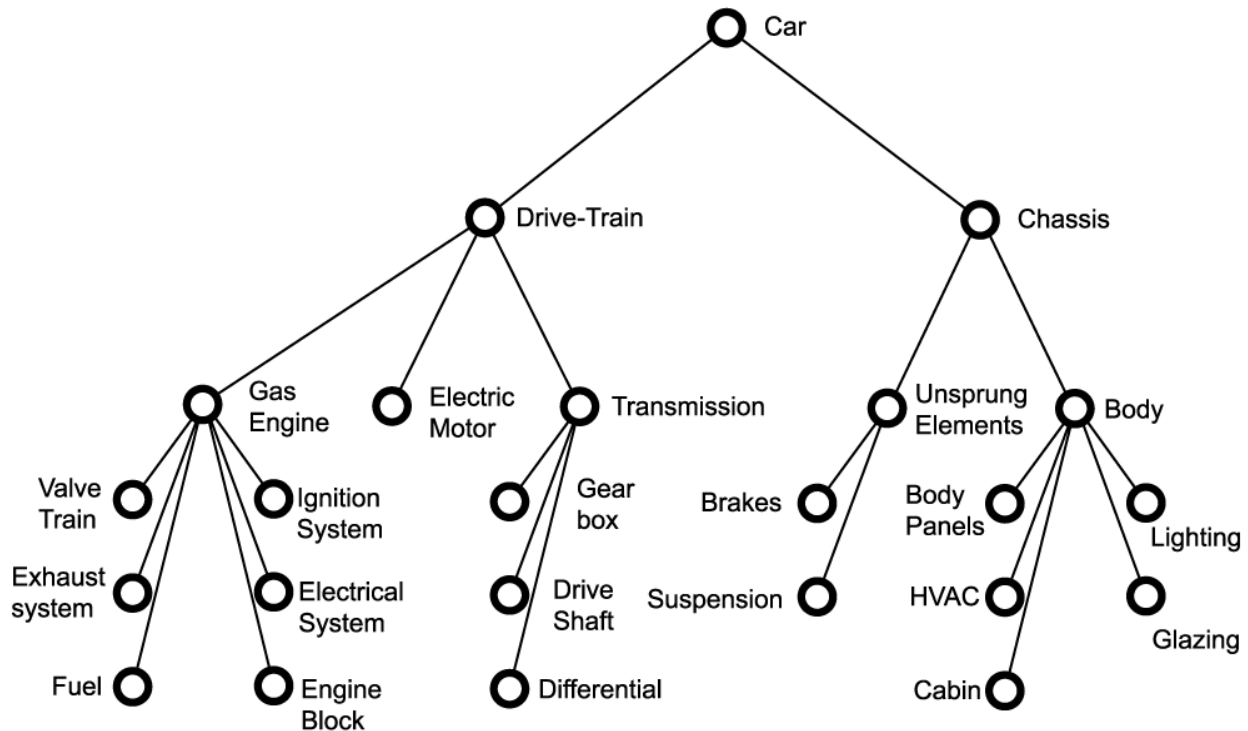 Car
Drive-Train
Chassis
Gas
Engine
Electric
Motor
Transmission
Unsprung
Elements
Body
Valve
Train
Ignition
System
Gear
box
Brakes
Body
Panels
Lighting
Exhaust
system
Electrical
System
Drive
Shaft
Suspension
HVAC
Glazing
Fuel
Engine
Block
Differential
Cabin